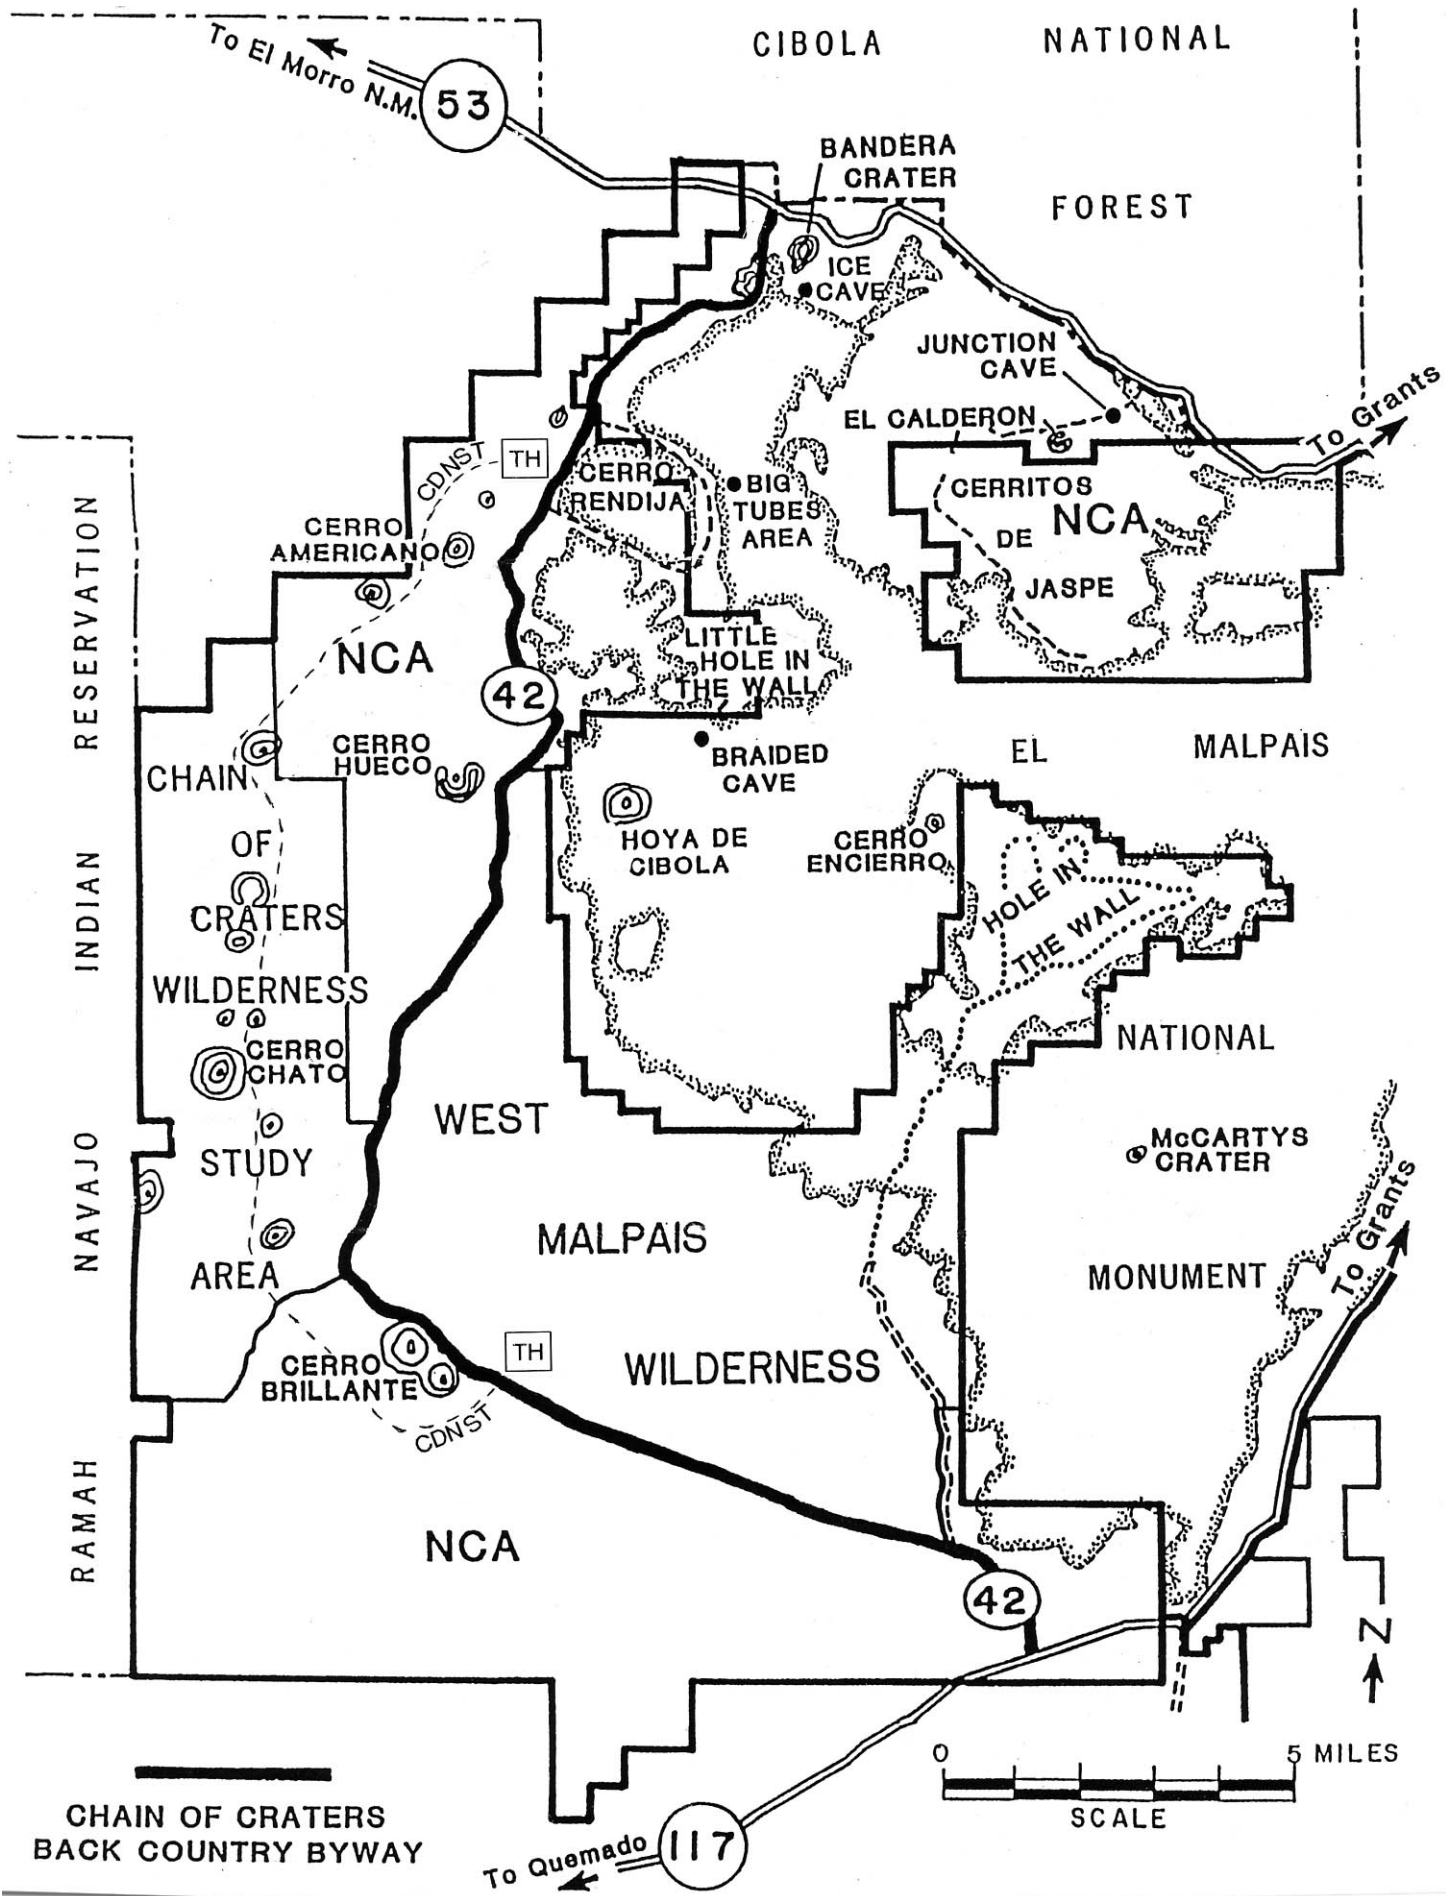 CIBOLA NATIONAL
FOREST
To El Morro N.M.
53
BANDERA
CRATER
ICE
CAVE
JUNCTION
CAVE
To Grants
EL CALDERON
CDNST
TH
CERRO
RENDIJA
BIG
TUBES
AREA
CERRITOS
DE
JASPE
NCA
CERRO
AMERICANO
NCA
LITTLE
HOLE IN
THE WALL
42
CERRO
HUECO
BRAIDED
CAVE
EL MALPAIS
HOYA DE
CIBOLA
CERRO
ENCIERRO
HOLE IN
THE WALL
NATIONAL
CHAIN
OF
CRATERS
WILDERNESS
CERRO
CHATO
STUDY
AREA
RAMAH NAVAJO INDIAN RESERVATION
WEST
MALPAIS
WILDERNESS
McCARTYS
CRATER
MONUMENT
To Grants
CERRO
BRILLANTE
TH
CDNST
NCA
42
N
0 5 MILES
SCALE
CHAIN OF CRATERS
BACK COUNTRY BYWAY
To Quemado
117